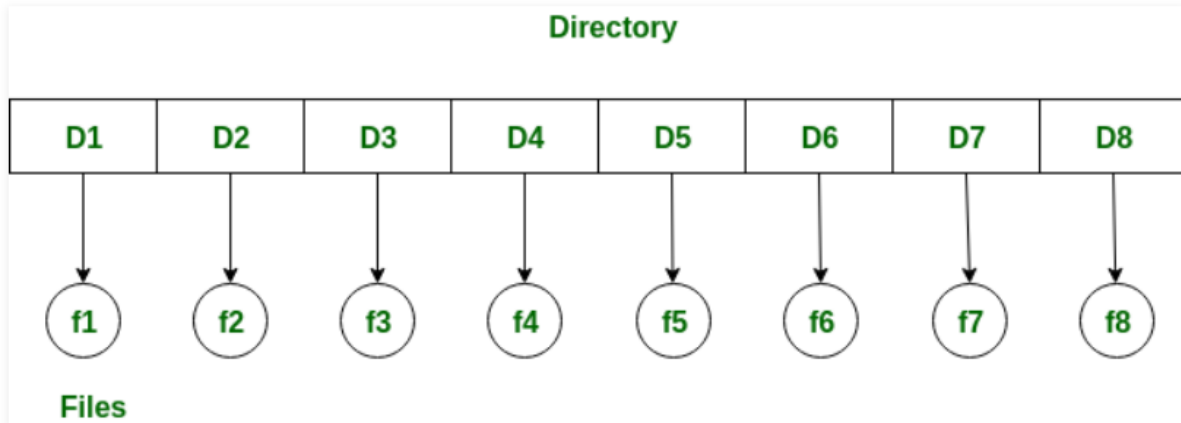 Directory
D1 D2 D3 D4 D5 D6 D7 D8
f1 f2 f3 f4 f5 f6 f7 f8
Files